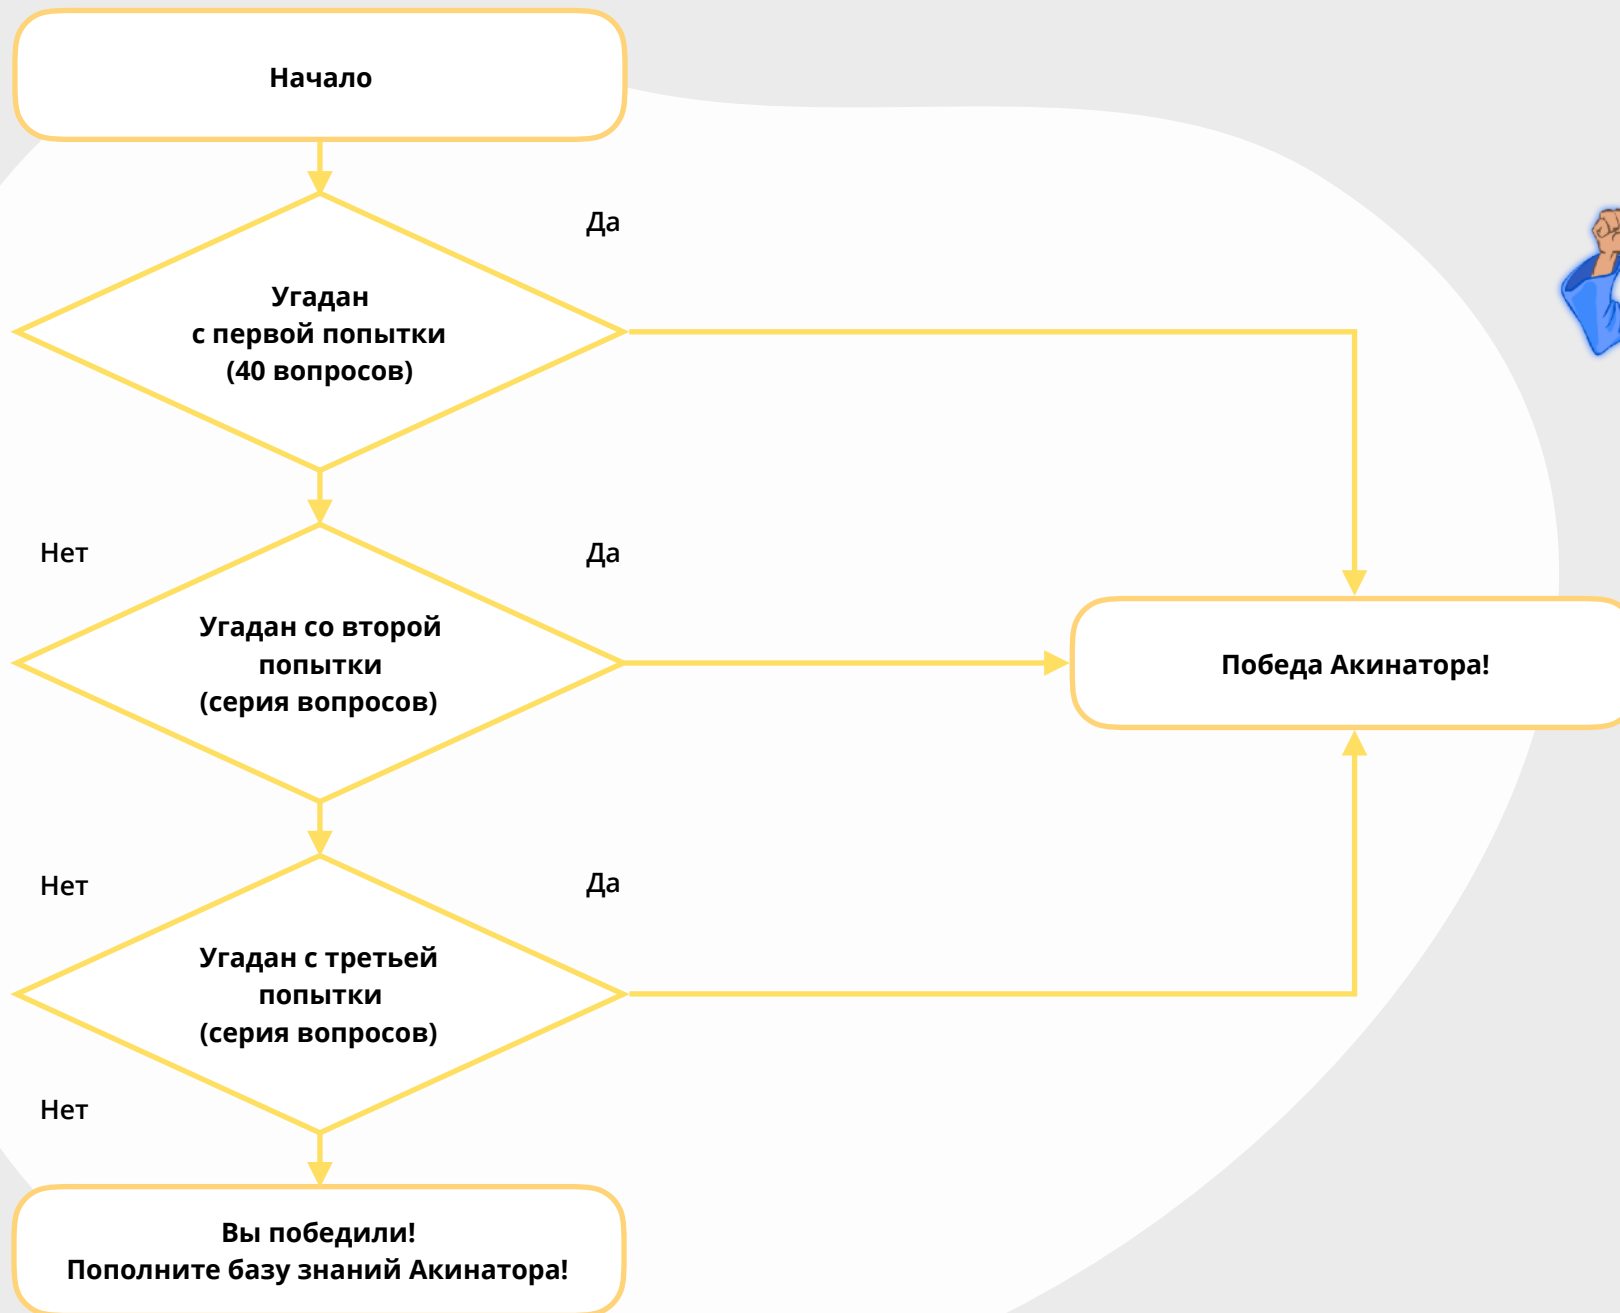 Начало
Да
Угадан
с первой попытки
(40 вопросов)
Нет
Да
Угадан со второй
попытки
(серия вопросов)
Победа Акинатора!
Нет
Да
Угадан с третьей
попытки
(серия вопросов)
Нет
Вы победили!
Пополните базу знаний Акинатора!